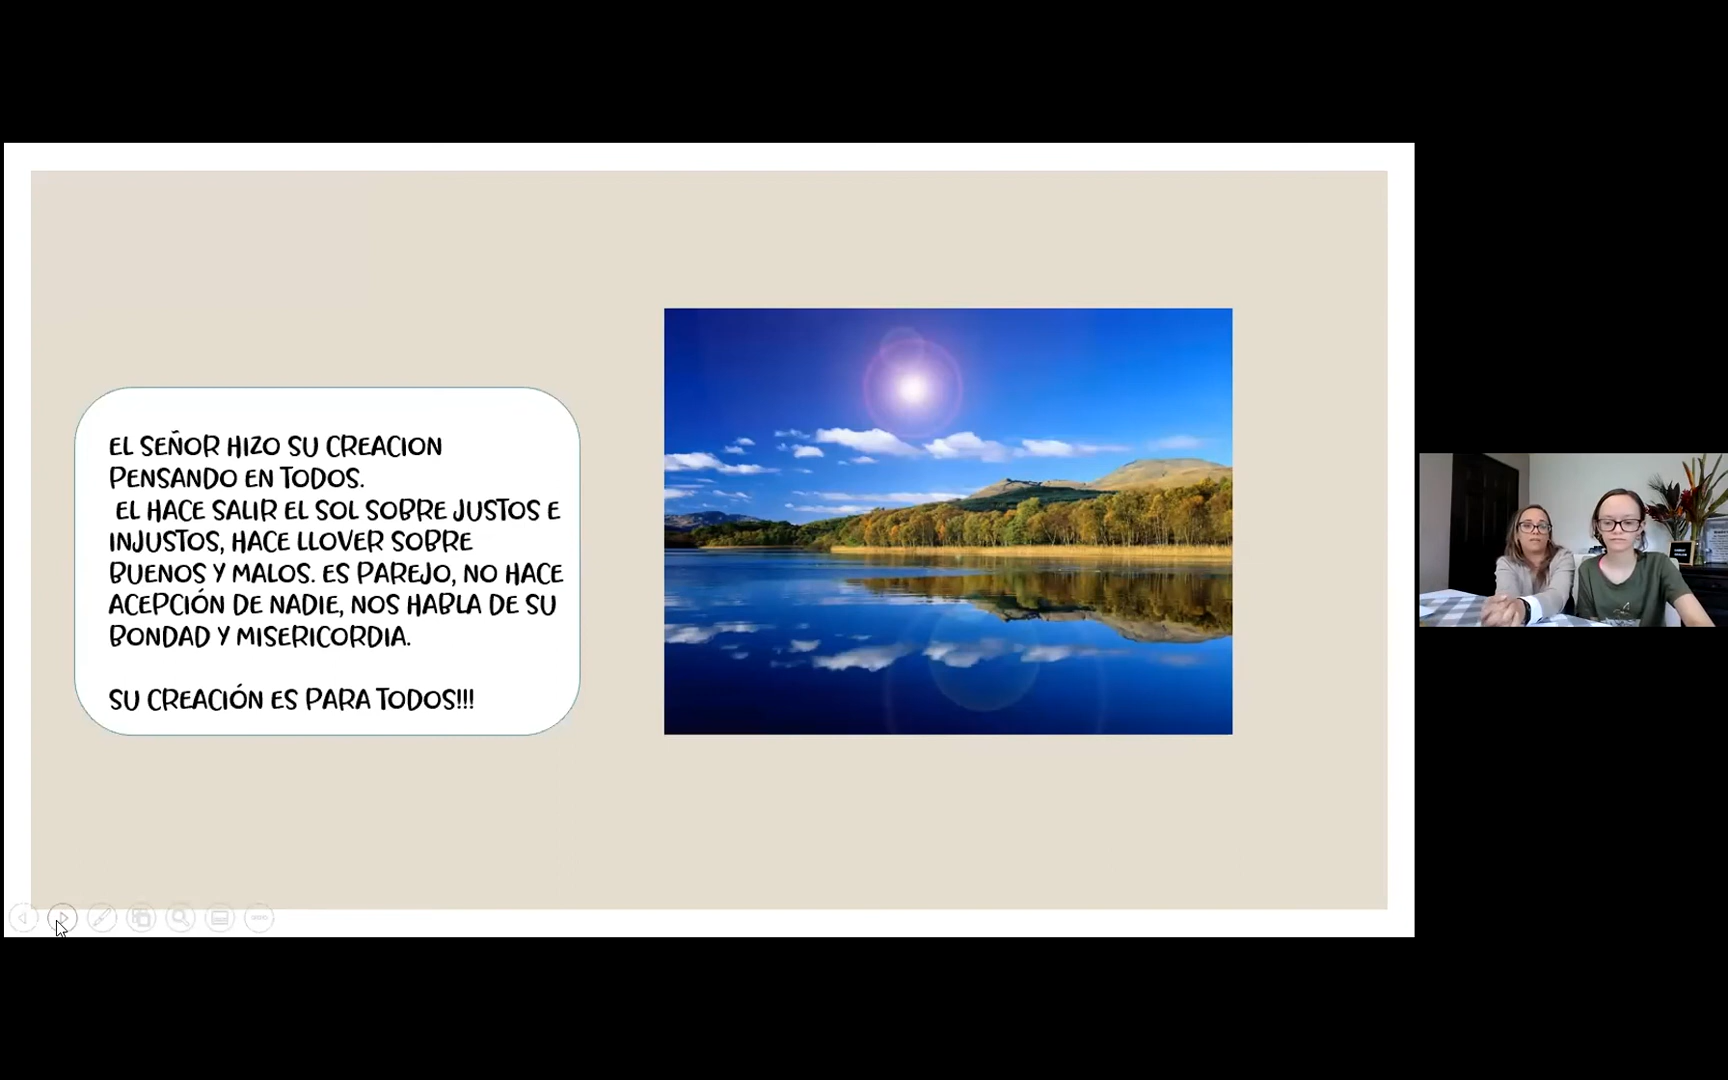 EL SEÑOR HIZO SU CREACION
PENSANDO EN TODOS.
EL HACE SALIR EL SOL SOBRE JUSTOS E
INJUSTOS, HACE LLOVER SOBRE
BUENOS Y MALOS. ES PAREJO, NO HACE
ACEPCIÓN DE NADIE, NOS HABLA DE SU
BONDAD Y MISERICORDIA.
SU CREACIÓN ES PARA TODOS!!!